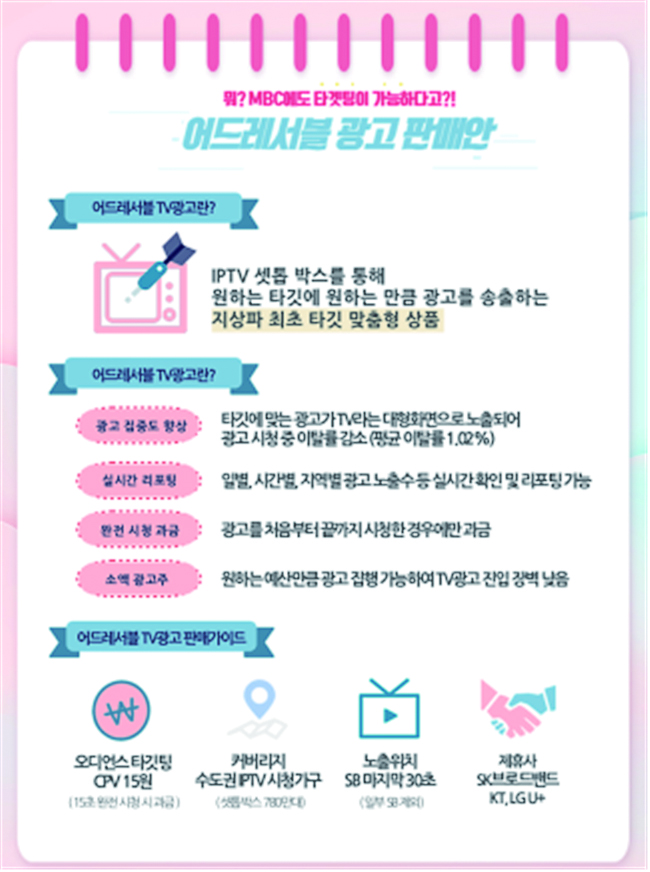 뭐? MBC에도 타겟팅이 가능하다고?!
어드레서블 광고 판매안
어드레서블 TV광고란?
IPTV 셋톱 박스를 통해
원하는 타깃에 원하는 만큼 광고를 송출하는
지상파 최초 타깃 맞춤형 상품
어드레서블 TV광고란?
광고 집중도 향상
타깃에 맞는 광고가 TV라는 대형화면으로 노출되어
광고 시청 중 이탈률 감소 (평균 이탈률 1.02%)
실시간 리포팅
일별, 시간별, 지역별 광고 노출수 등 실시간 확인 및 리포팅 가능
완전 시청 과금
광고를 처음부터 끝까지 시청한 경우에만 과금
소액 광고주
원하는 예산만큼 광고 집행 가능하여 TV광고 진입 장벽 낮음
어드레서블 TV광고 판매가이드
오디언스 타깃팅
CPV 15원
(15초 완전 시청 시 과금)
커버리지
수도권 IPTV 시청가구
(셋톱박스 780만대)
노출위치
SB 마지막 30초
(일부 SB 제외)
제휴사
SK브로드밴드
KT, LG U+